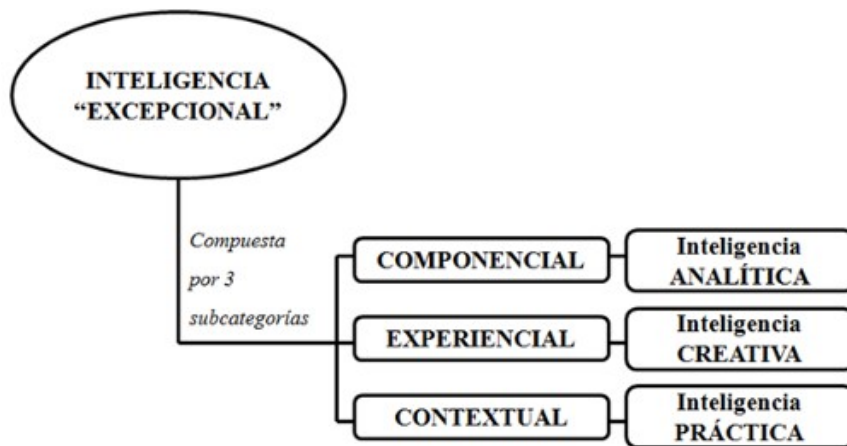 INTELIGENCIA
“EXCEPCIONAL”
Compuesta
por 3
subcategorías
COMPONENCIAL
Inteligencia
ANALÍTICA
EXPERIENCIAL
Inteligencia
CREATIVA
CONTEXTUAL
Inteligencia
PRÁCTICA